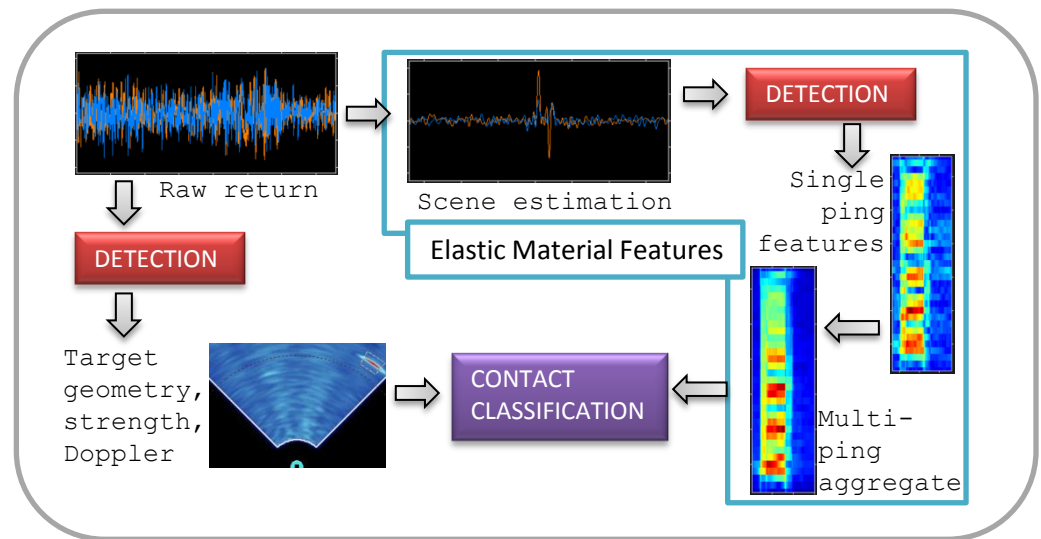 Raw return
Scene estimation
DETECTION
Single
ping
features
Elastic Material Features
DETECTION
Target
geometry,
strength,
Doppler
CONTACT
CLASSIFICATION
Multi-
ping
aggregate